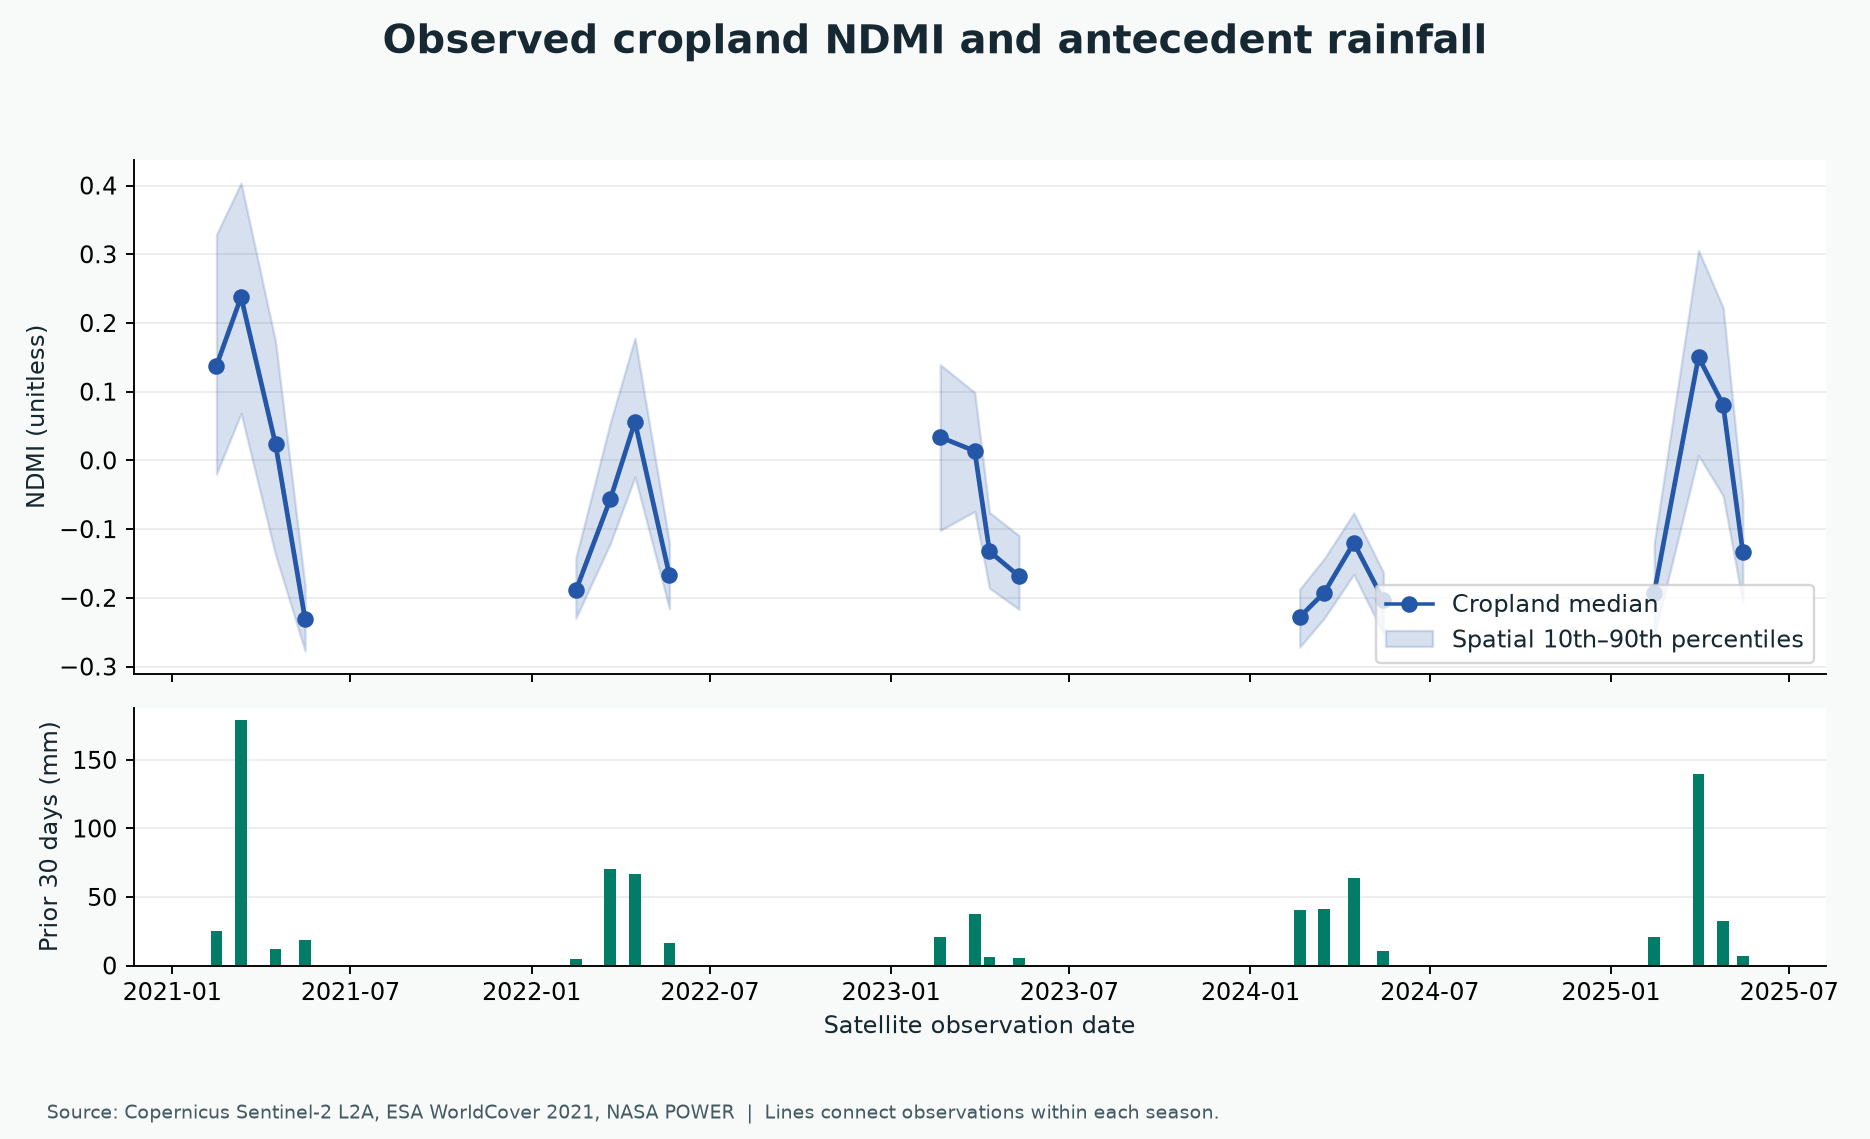 Observed cropland NDMI and antecedent rainfall
NDMI (unitless)
0.4
0.3
0.2
0.1
0.0
−0.1
−0.2
−0.3
Cropland median
Spatial 10th–90th percentiles
Prior 30 days (mm)
150
100
50
0
2021-01 2021-07 2022-01 2022-07 2023-01 2023-07 2024-01 2024-07 2025-01 2025-07
Satellite observation date
Source: Copernicus Sentinel-2 L2A, ESA WorldCover 2021, NASA POWER | Lines connect observations within each season.